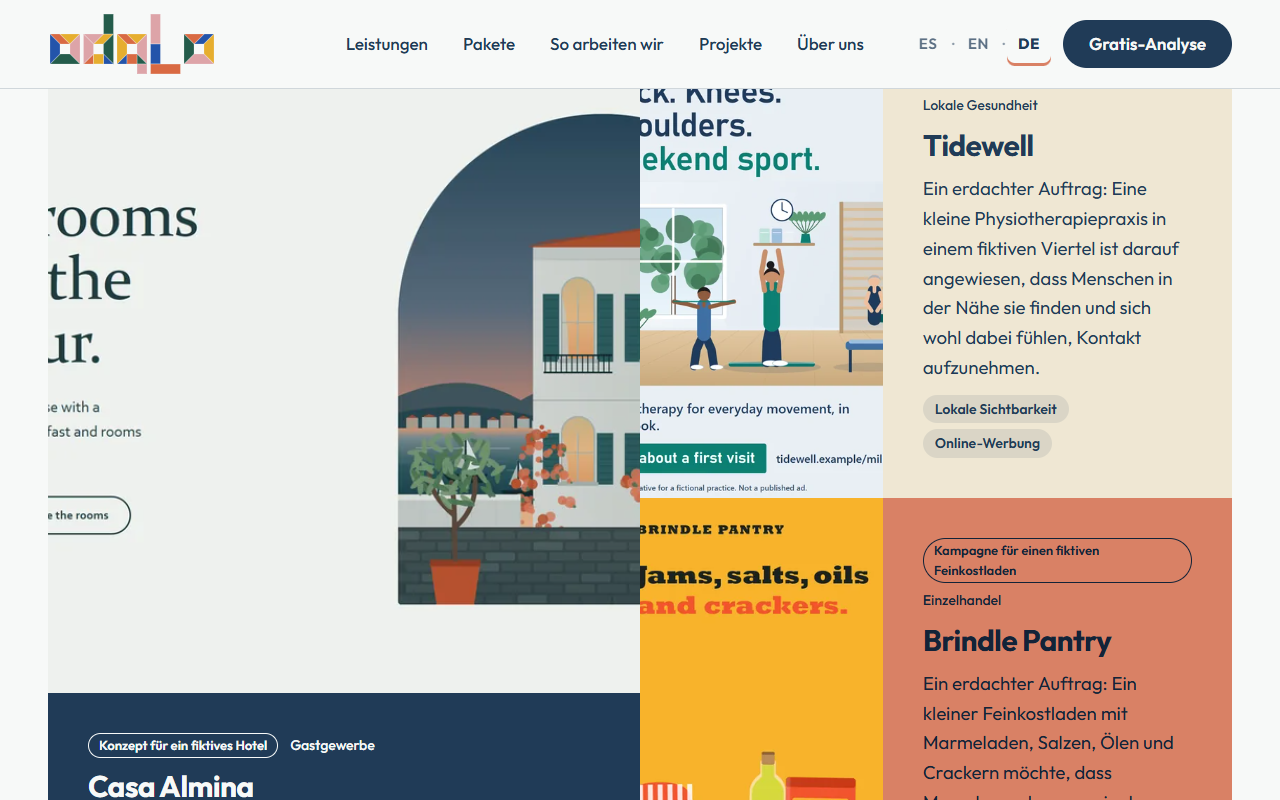 odalo
Leistungen
Pakete
So arbeiten wir
Projekte
Über uns
ES · EN · DE
Gratis-Analyse
rooms
the
ur.
se with a
fast and rooms
e the rooms
Konzept für ein fiktives Hotel
Gastgewerbe
Casa Almina
ck. Knees.
oulders.
ekend sport.
herapy for everyday movement, in
ok.
about a first visit
tidewell.example/mil
ative for a fictional practice. Not a published ad.
Lokale Gesundheit
Tidewell
Ein erdachter Auftrag: Eine
kleine Physiotherapiepraxis in
einem fiktiven Viertel ist darauf
angewiesen, dass Menschen in
der Nähe sie finden und sich
wohl dabei fühlen, Kontakt
aufzunehmen.
Lokale Sichtbarkeit
Online-Werbung
BRINDLE PANTRY
Jams, salts, oils
and crackers.
Kampagne für einen fiktiven
Feinkostladen
Einzelhandel
Brindle Pantry
Ein erdachter Auftrag: Ein
kleiner Feinkostladen mit
Marmeladen, Salzen, Ölen und
Crackern möchte, dass